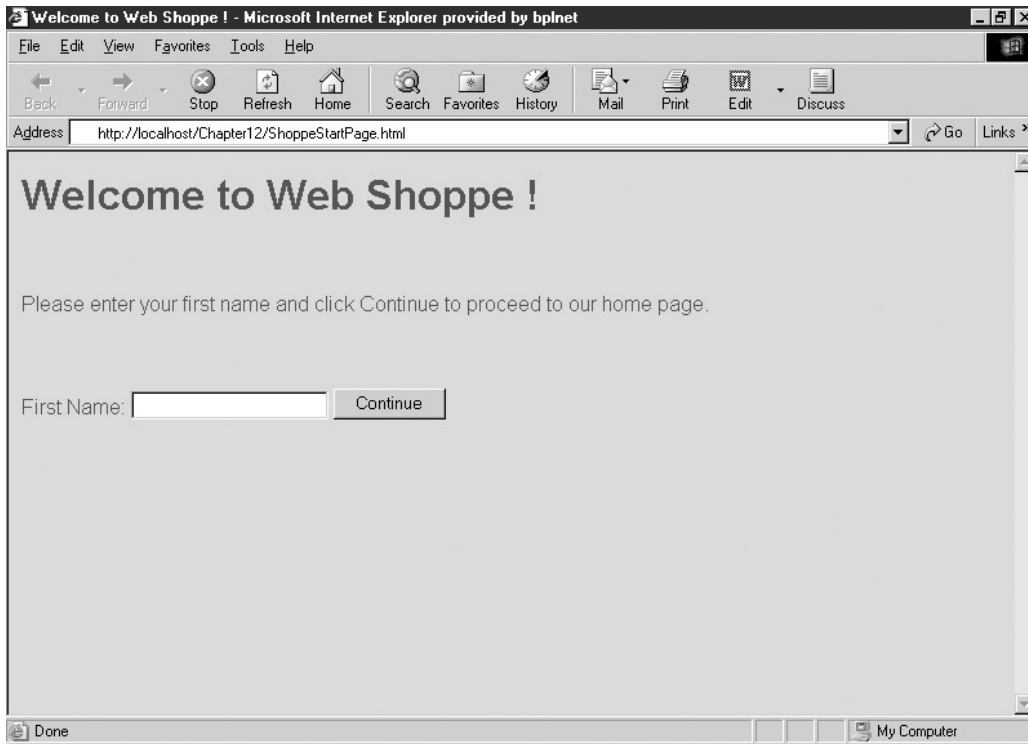 Welcome to Web Shoppe ! - Microsoft Internet Explorer provided by bplnet
File Edit View Favorites Tools Help
Back Forward Stop Refresh Home Search Favorites History Mail Print Edit Discuss
Address http://localhost/Chapter12/ShoppeStartPage.html Go Links »
Welcome to Web Shoppe !
Please enter your first name and click Continue to proceed to our home page.
First Name: Continue
Done My Computer